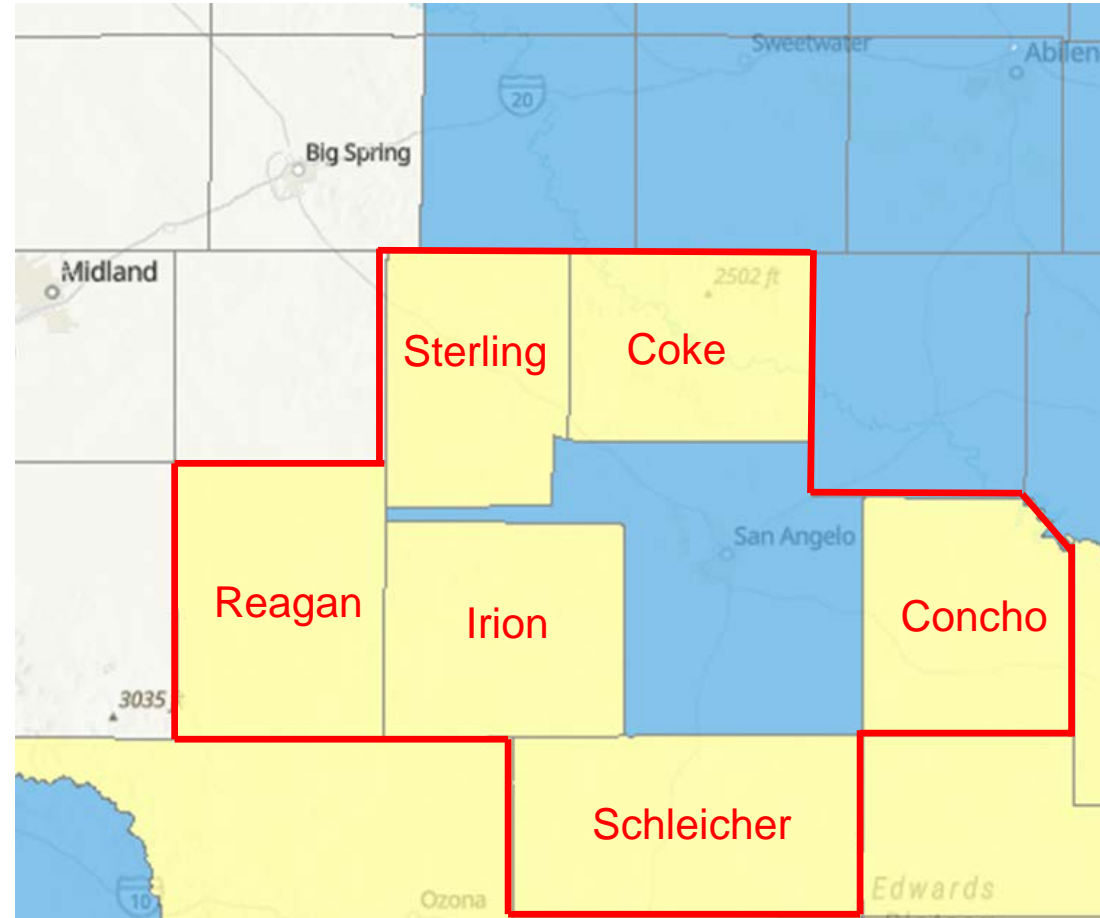 Sweetwater
Abilen
20
Big Spring
Midland
2502 ft
Sterling
Coke
San Angelo
Reagan
Irion
Concho
3035 ft
Schleicher
10
Ozona
Edwards